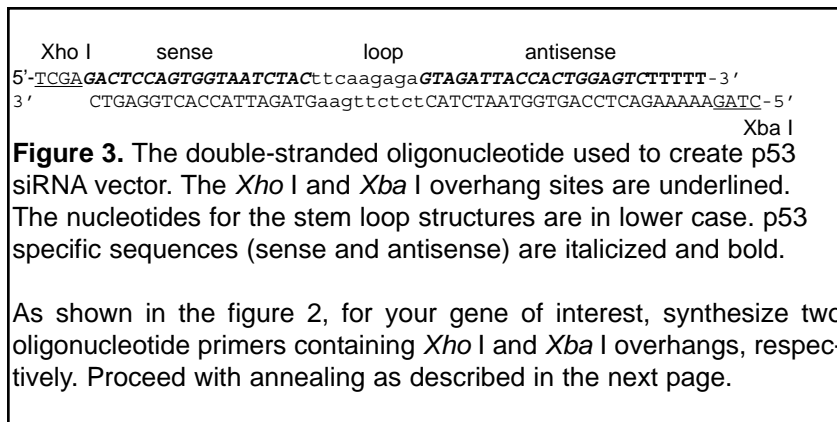 Xho I sense loop antisense
5'-TCGAGACTCCAGTGGTAATCTACttcaagagaGTAGATTACCACTGGAGTCTTTTT-3'
3' CTGAGGTCACCATTAGATGaagttctctCATCTAATGGTGACCTCAGAAAAAGATC-5'
Xba I
Figure 3. The double-stranded oligonucleotide used to create p53
siRNA vector. The Xho I and Xba I overhang sites are underlined.
The nucleotides for the stem loop structures are in lower case. p53
specific sequences (sense and antisense) are italicized and bold.
As shown in the figure 2, for your gene of interest, synthesize two
oligonucleotide primers containing Xho I and Xba I overhangs, respec-
tively. Proceed with annealing as described in the next page.